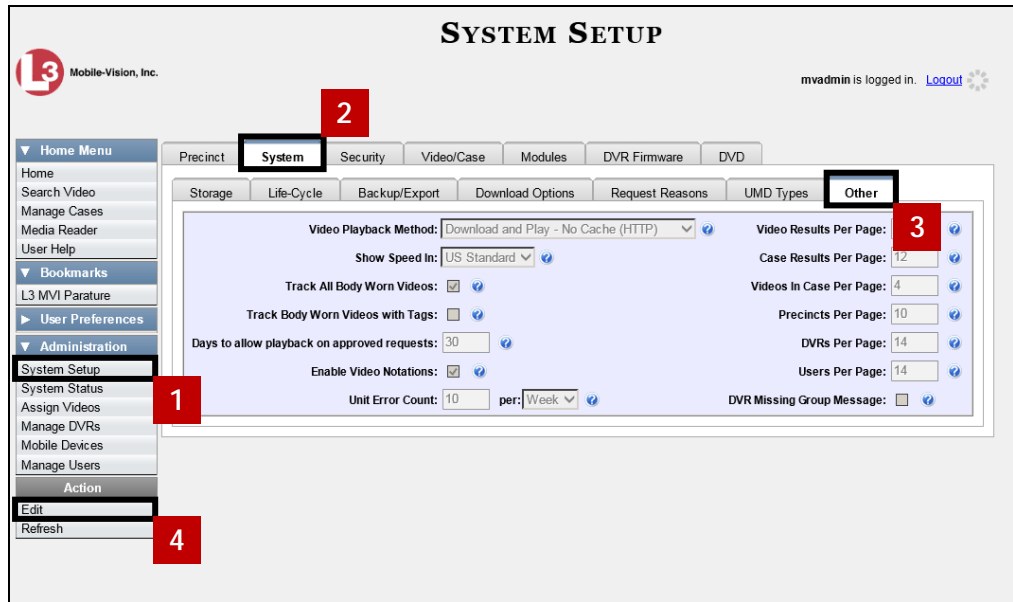 SYSTEM SETUP
L3 Mobile-Vision, Inc.
mvadmin is logged in. Logout
2
▼ Home Menu
Home
Search Video
Manage Cases
Media Reader
User Help
▼ Bookmarks
L3 MVI Parature
▶ User Preferences
▼ Administration
System Setup
System Status
Assign Videos
Manage DVRs
Mobile Devices
Manage Users
Action
Edit
Refresh
1
4
Precinct System Security Video/Case Modules DVR Firmware DVD
Storage Life-Cycle Backup/Export Download Options Request Reasons UMD Types Other
3
Video Playback Method: Download and Play - No Cache (HTTP) ?
Show Speed In: US Standard ?
Track All Body Worn Videos: ?
Track Body Worn Videos with Tags: ?
Days to allow playback on approved requests: 30 ?
Enable Video Notations: ?
Unit Error Count: 10 per: Week ?
Video Results Per Page: ?
Case Results Per Page: 12 ?
Videos In Case Per Page: 4 ?
Precincts Per Page: 10 ?
DVRs Per Page: 14 ?
Users Per Page: 14 ?
DVR Missing Group Message: ?